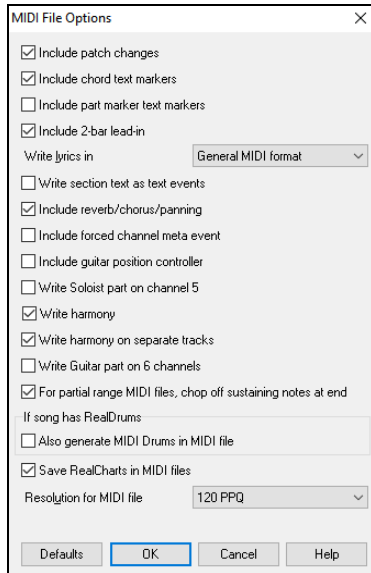 MIDI File Options
Include patch changes
Include chord text markers
Include part marker text markers
Include 2-bar lead-in
Write lyrics in General MIDI format
Write section text as text events
Include reverb/chorus/panning
Include forced channel meta event
Include guitar position controller
Write Soloist part on channel 5
Write harmony
Write harmony on separate tracks
Write Guitar part on 6 channels
For partial range MIDI files, chop off sustaining notes at end
If song has RealDrums
Also generate MIDI Drums in MIDI file
Save RealCharts in MIDI files
Resolution for MIDI file 120 PPQ
Defaults OK Cancel Help